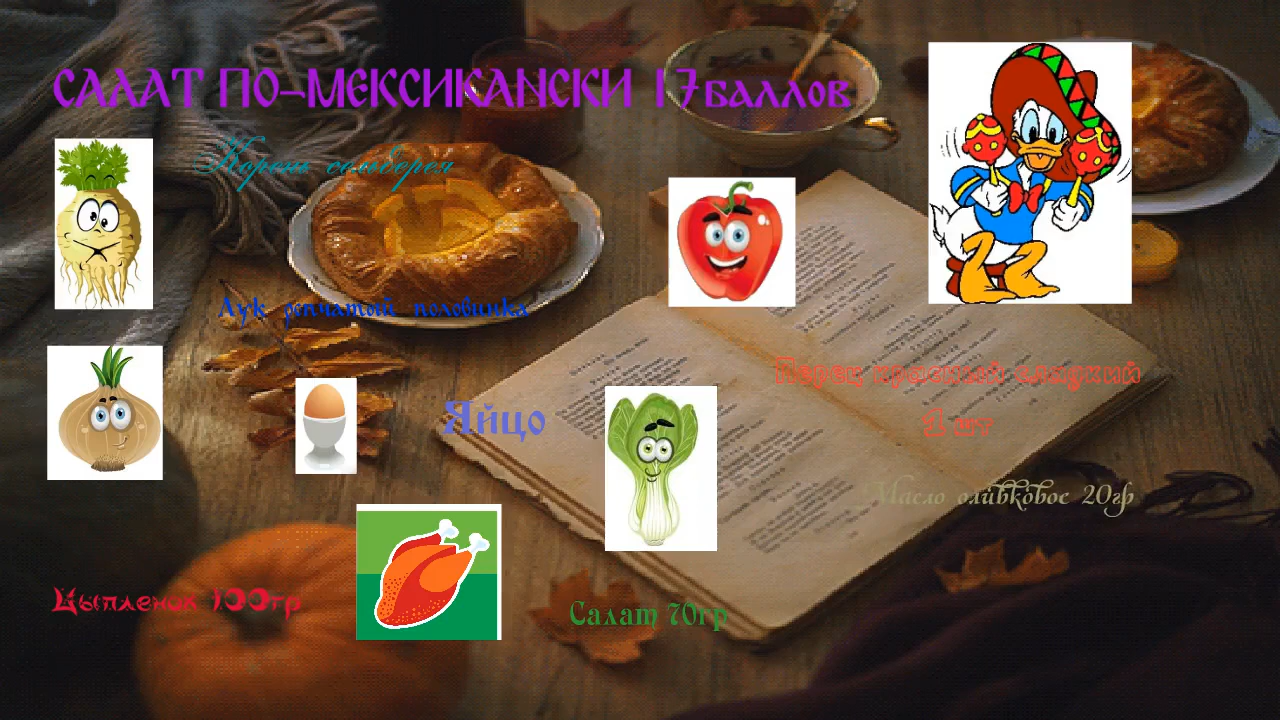 САЛАТ ПО-МЕКСИКАНСКИ 17баллов
Корень сельдерея
Лук репчатый половинка
Яйцо
Перец красный сладкий
1 шт
Масло оливковое 20гр
Цыпленок 100гр
Салат 70гр